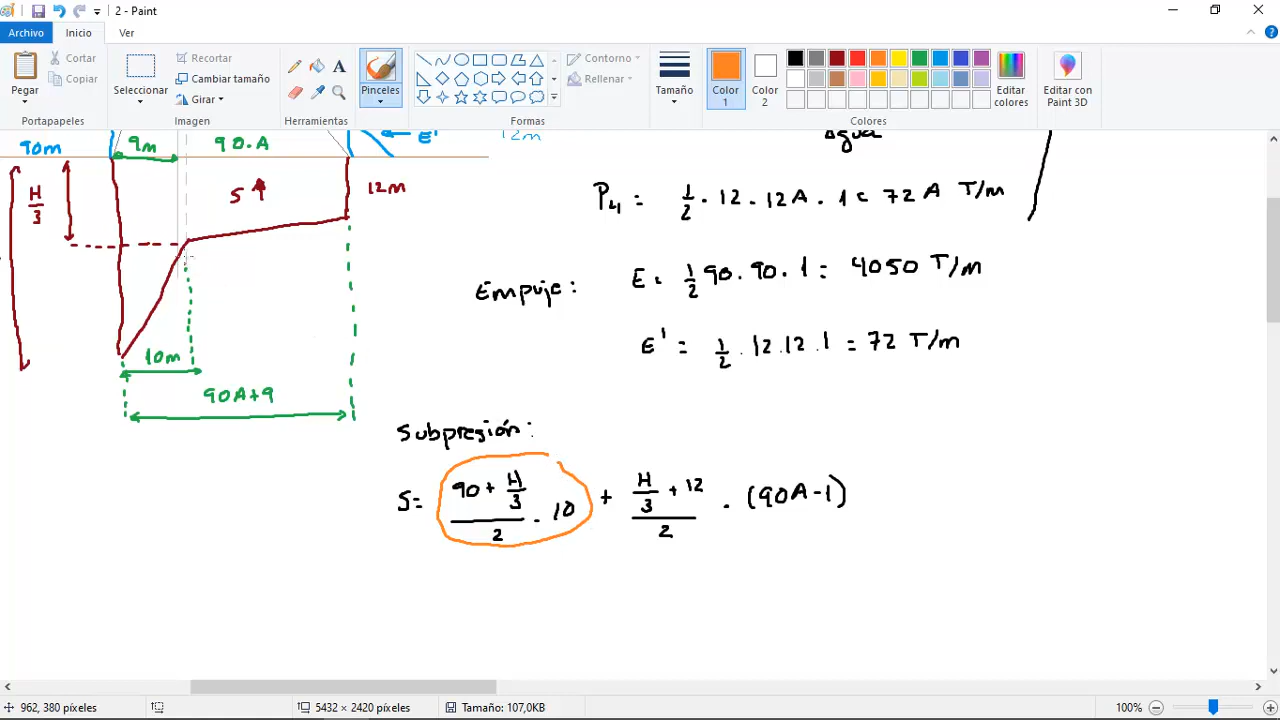 2 - Paint
Archivo Inicio Ver
Pegar
Cortar
Copiar
Portapapeles
Seleccionar
Recortar
Cambiar tamaño
Girar
Imagen
Herramientas
Pinceles
Formas
Contorno
Rellenar
Tamaño
Color 1
Color 2
Editar colores
Editar con Paint 3D
Colores
90m 9m 90·A E' 12m
H/3
S
12m
10m
90A+9
Agua
P4 = 1/2 · 12 · 12A · 1 = 72A T/m
Empuje: E = 1/2 90 · 90 · 1 = 4050 T/m
E' = 1/2 · 12 · 12 · 1 = 72 T/m
Subpresión:
S = (90 + H/3)/2 · 10 + (H/3 + 12)/2 · (90A-1)
962, 380 píxeles 5432 × 2420 píxeles Tamaño: 107,0KB 100%